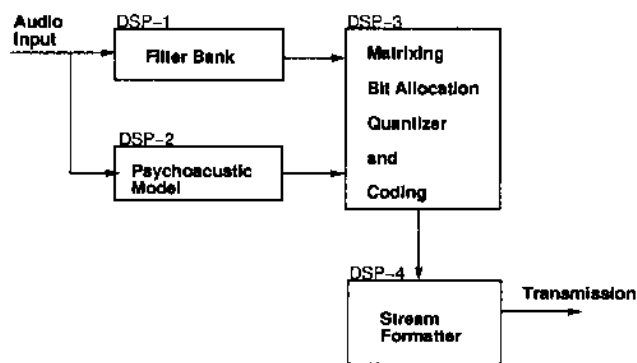 Audio
Input
DSP-1
Filter Bank
DSP-2
Psychoacustic
Model
DSP-3
Matrixing
Bit Allocation
Quantizer
and
Coding
DSP-4
Stream
Formatter
Transmission